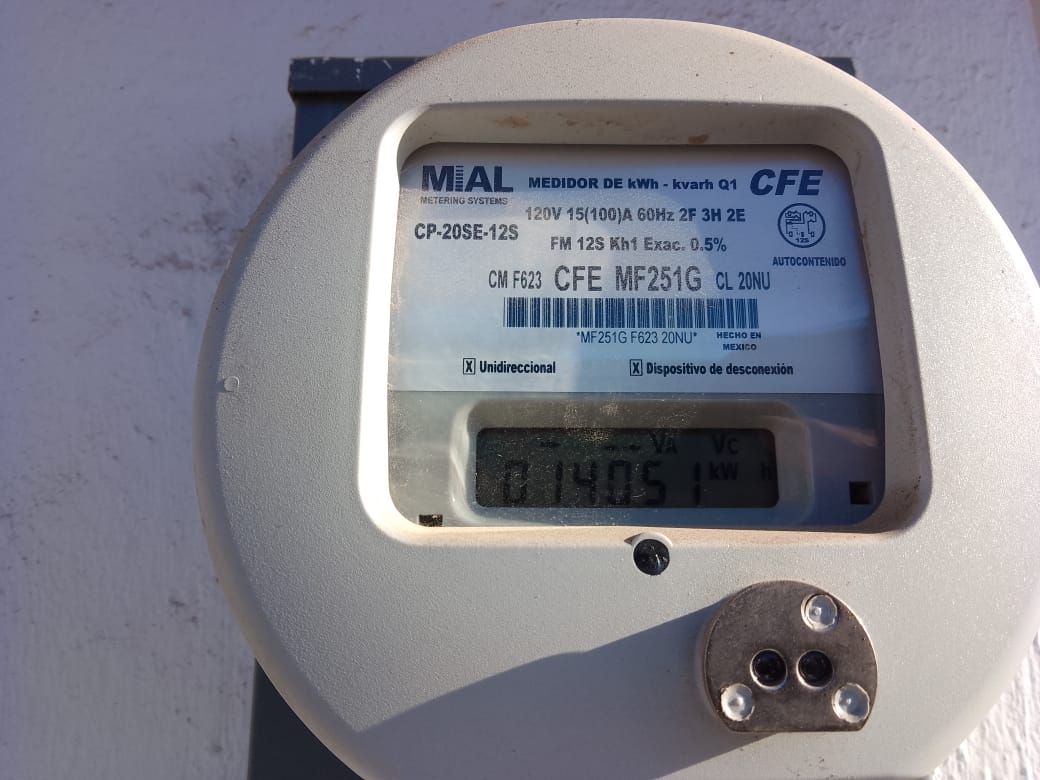 MIAL
METERING SYSTEMS
MEDIDOR DE kWh - kvarh Q1
CFE
120V 15(100)A 60Hz 2F 3H 2E
CP-20SE-12S
FM 12S Kh1 Exac. 0.5%
12S
AUTOCONTENIDO
CM F623 CFE MF251G CL 20NU
*MF251G F623 20NU*
HECHO EN
MEXICO
X Unidireccional
X Dispositivo de desconexión
VA VC
014051 kW h